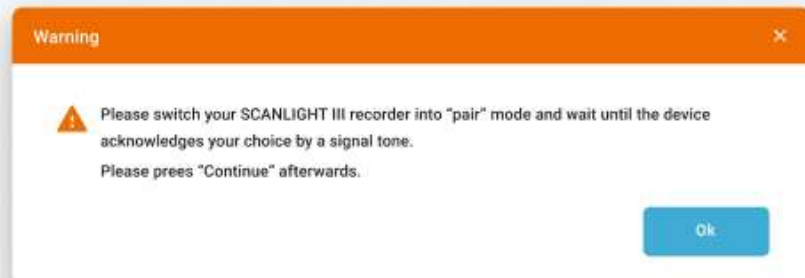 Warning
Please switch your SCANLIGHT III recorder into "pair" mode and wait until the device
acknowledges your choice by a signal tone.
Please prees "Continue" afterwards.
Ok